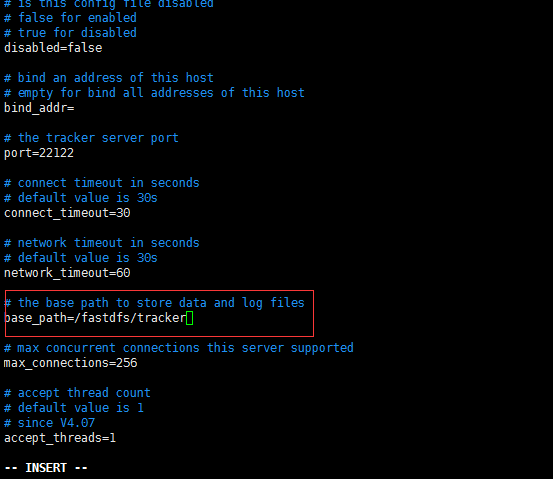 # is this config file disabled
# false for enabled
# true for disabled
disabled=false
# bind an address of this host
# empty for bind all addresses of this host
bind_addr=
# the tracker server port
port=22122
# connect timeout in seconds
# default value is 30s
connect_timeout=30
# network timeout in seconds
# default value is 30s
network_timeout=60
# the base path to store data and log files
base_path=/fastdfs/tracker
# max concurrent connections this server supported
max_connections=256
# accept thread count
# default value is 1
# since V4.07
accept_threads=1
-- INSERT --